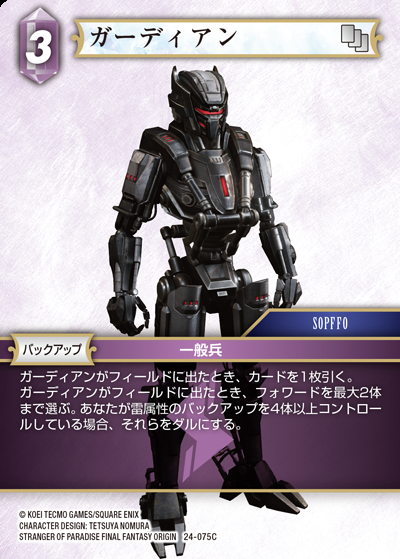 3
ガーディアン
SOPFFO
バックアップ
一般兵
ガーディアンがフィールドに出たとき、カードを1枚引く。
ガーディアンがフィールドに出たとき、フォワードを最大2体
まで選ぶ。あなたが雷属性のバックアップを4体以上コントロー
ルしている場合、それらをダルにする。
© KOEI TECMO GAMES/SQUARE ENIX
CHARACTER DESIGN: TETSUYA NOMURA
STRANGER OF PARADISE FINAL FANTASY ORIGIN 24-075C